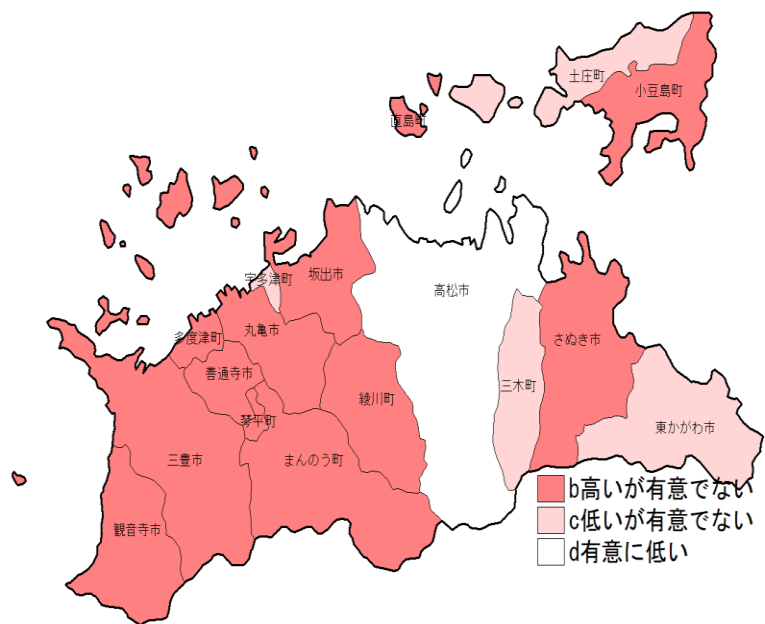 土庄町
小豆島町
直島町
宇多津町
坂出市
高松市
丸亀市
多度津町
さぬき市
善通寺市
三木町
綾川町
琴平町
東かがわ市
三豊市
まんのう町
観音寺市
b高いが有意でない
c低いが有意でない
d有意に低い